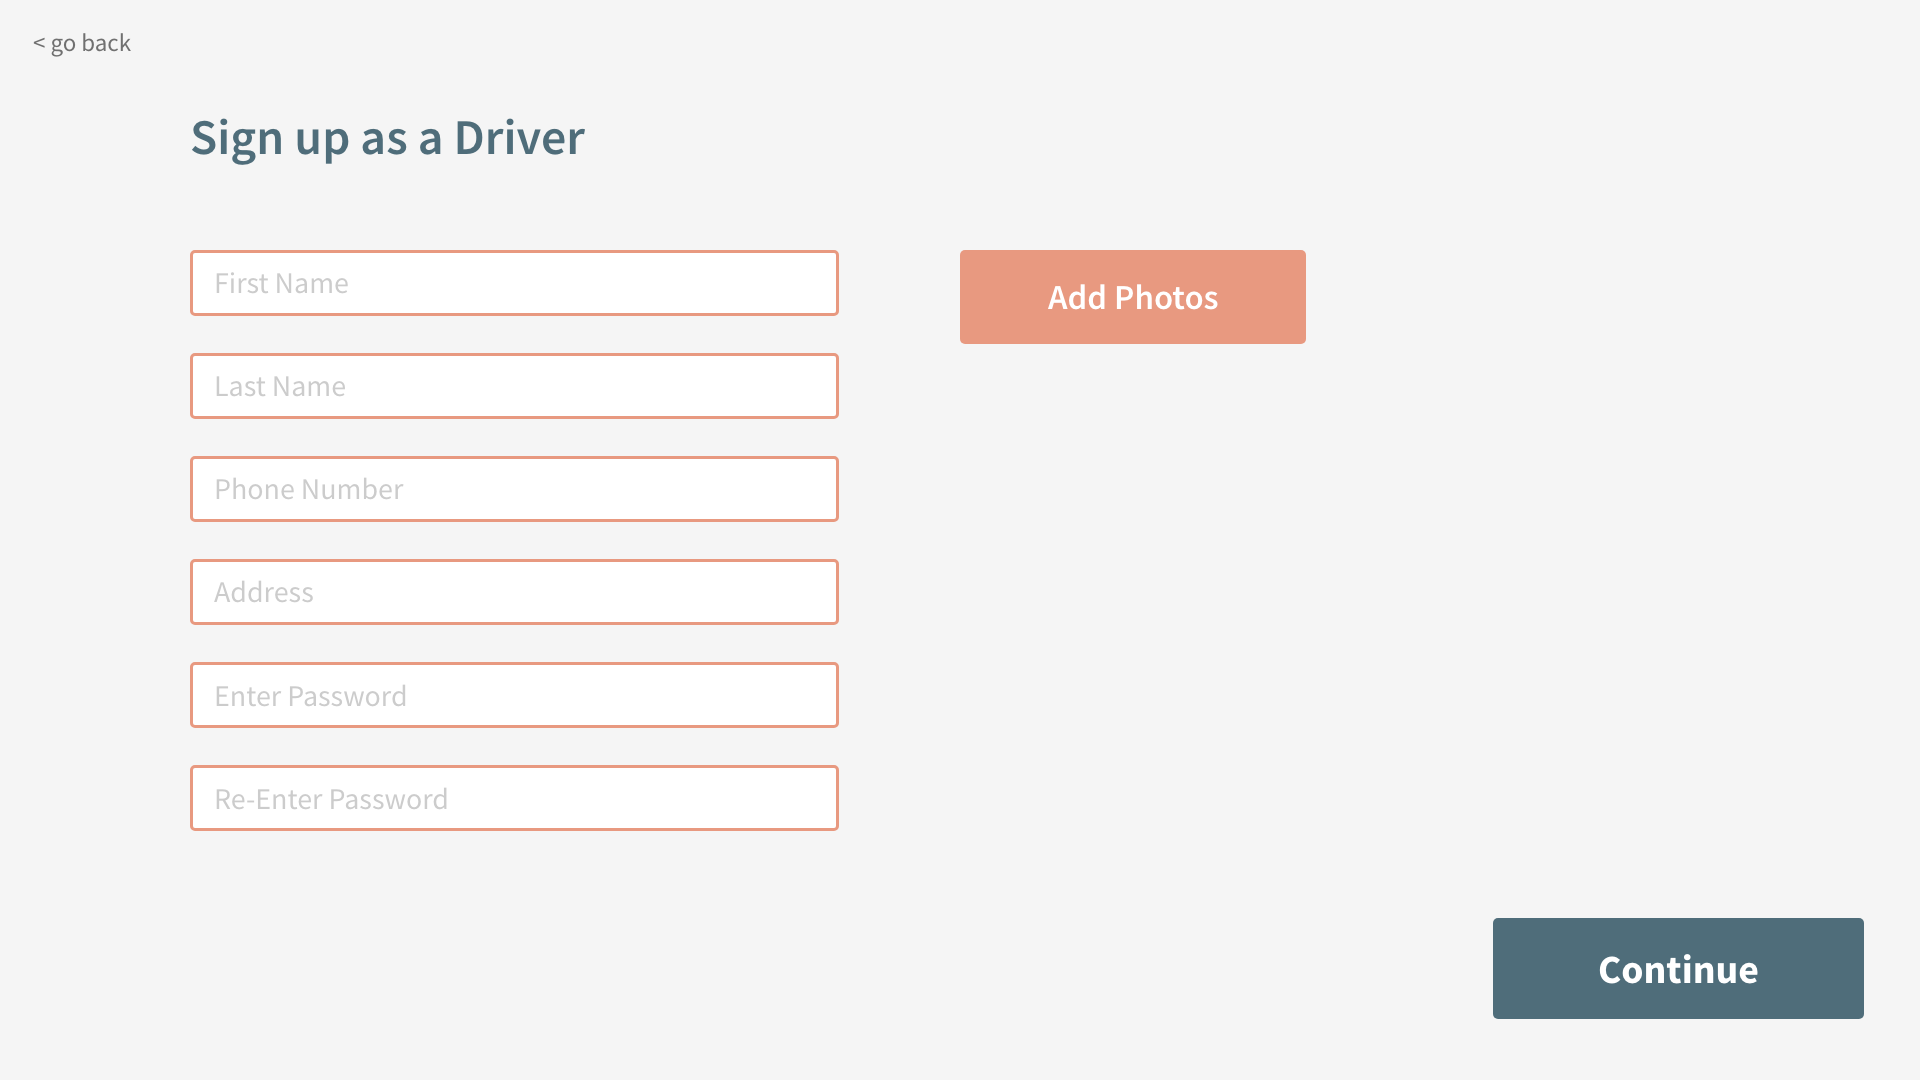 < go back
Sign up as a Driver
First Name
Add Photos
Last Name
Phone Number
Address
Enter Password
Re-Enter Password
Continue